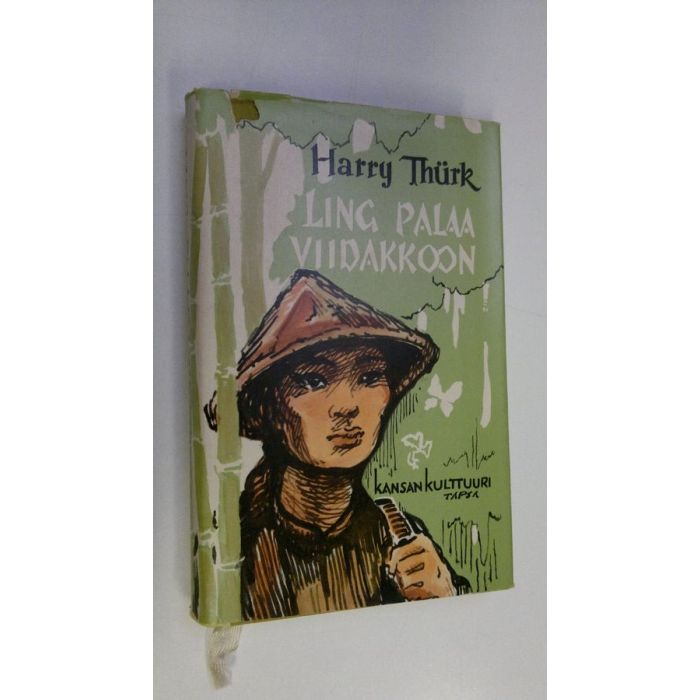 Harry Thürk
LING PALAA
VIIDAKKOON
KANSANKULTTUURI
TAPSA